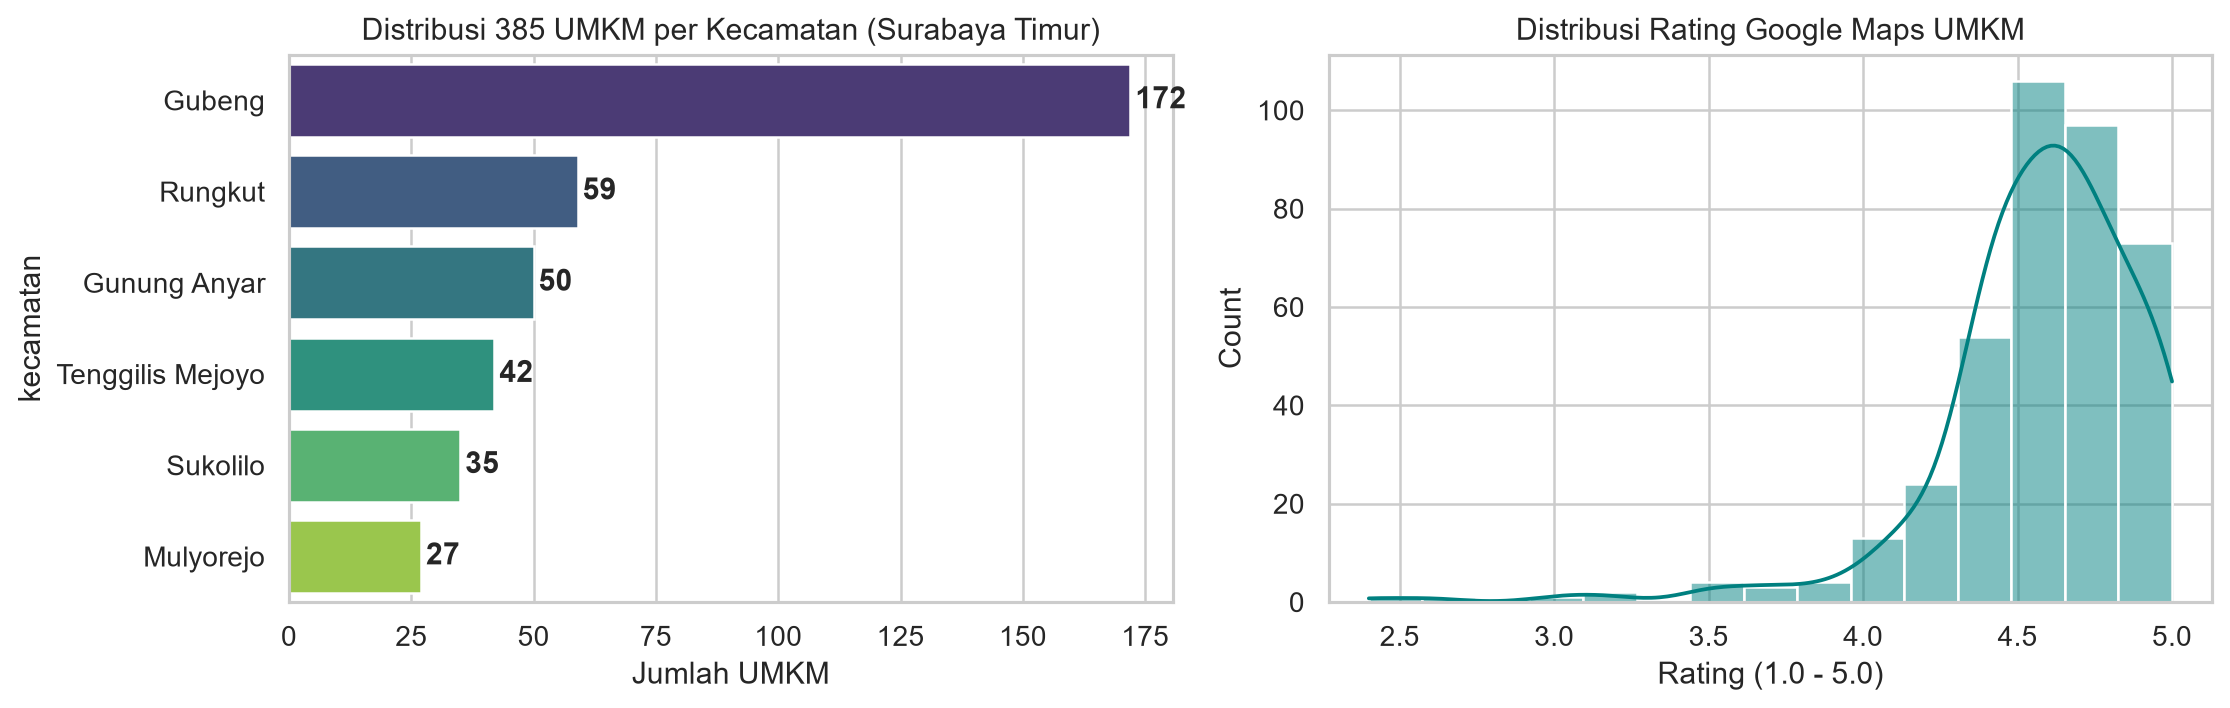 Distribusi 385 UMKM per Kecamatan (Surabaya Timur)
kecamatan
Gubeng
172
Rungkut
59
Gunung Anyar
50
Tenggilis Mejoyo
42
Sukolilo
35
Mulyorejo
27
0 25 50 75 100 125 150 175
Jumlah UMKM
Distribusi Rating Google Maps UMKM
Count
100
80
60
40
20
0
2.5 3.0 3.5 4.0 4.5 5.0
Rating (1.0 - 5.0)